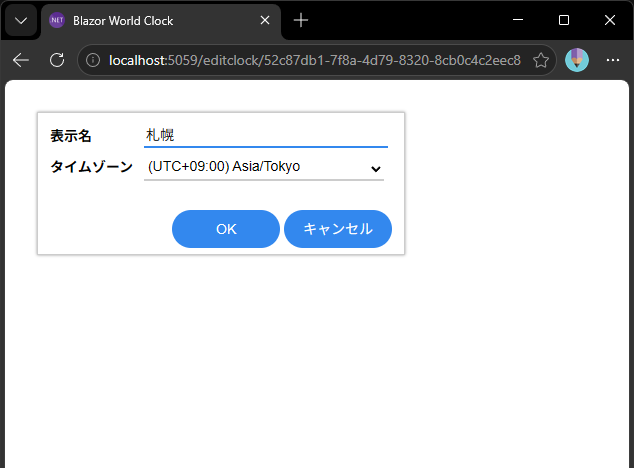 .NET Blazor World Clock
localhost:5059/editclock/52c87db1-7f8a-4d79-8320-8cb0c4c2eec8
表示名 札幌
タイムゾーン (UTC+09:00) Asia/Tokyo
OK キャンセル